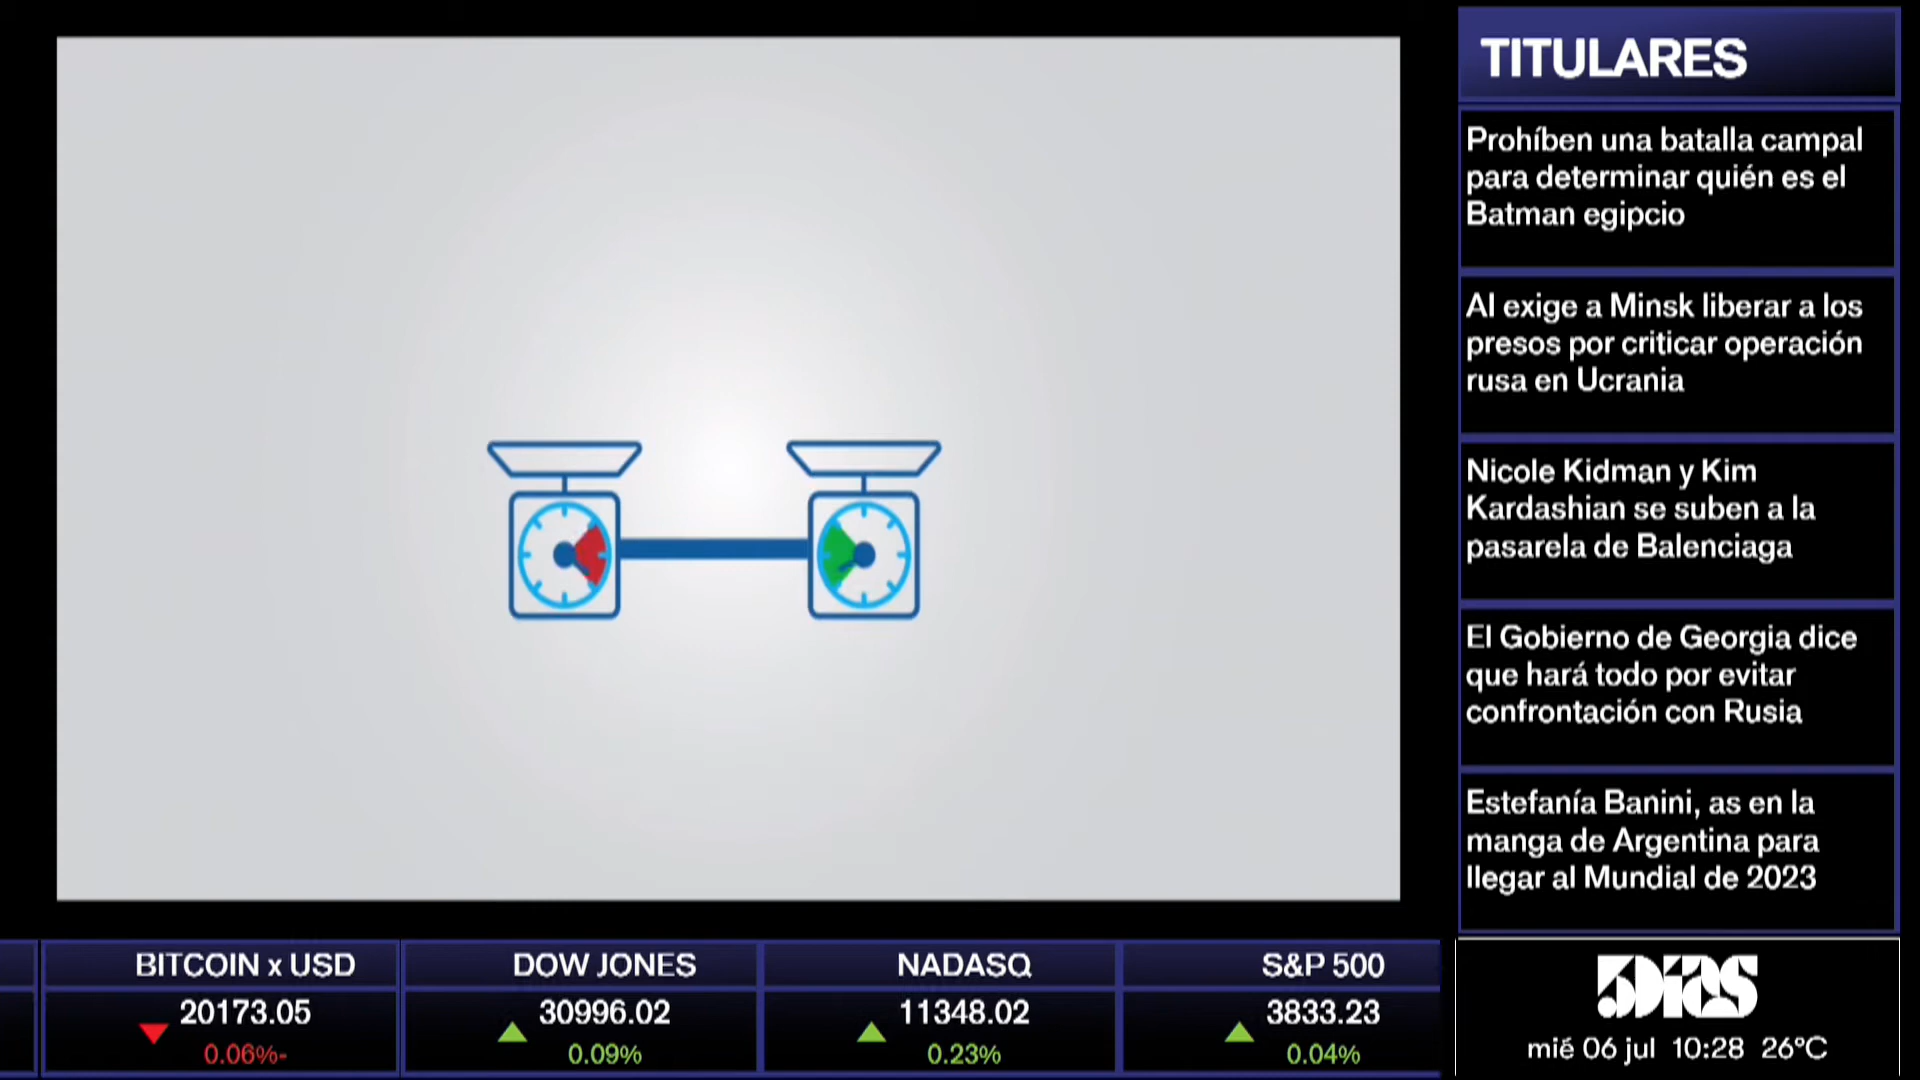 TITULARES
Prohíben una batalla campal
para determinar quién es el
Batman egipcio
AI exige a Minsk liberar a los
presos por criticar operación
rusa en Ucrania
Nicole Kidman y Kim
Kardashian se suben a la
pasarela de Balenciaga
El Gobierno de Georgia dice
que hará todo por evitar
confrontación con Rusia
Estefanía Banini, as en la
manga de Argentina para
llegar al Mundial de 2023
BITCOIN x USD
20173.05
0.06%-
DOW JONES
30996.02
0.09%
NADASQ
11348.02
0.23%
S&P 500
3833.23
0.04%
5Días
mié 06 jul 10:28 26°C